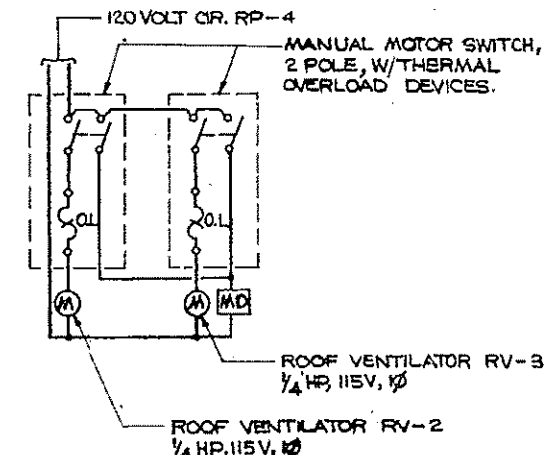 120 VOLT CIR. RP-4
MANUAL MOTOR SWITCH,
2 POLE, W/THERMAL
OVERLOAD DEVICES.
O.L.
O.L.
M
M
MD
ROOF VENTILATOR RV-3
1/4 HP, 115V, 1Ø
ROOF VENTILATOR RV-2
1/4 HP, 115V, 1Ø